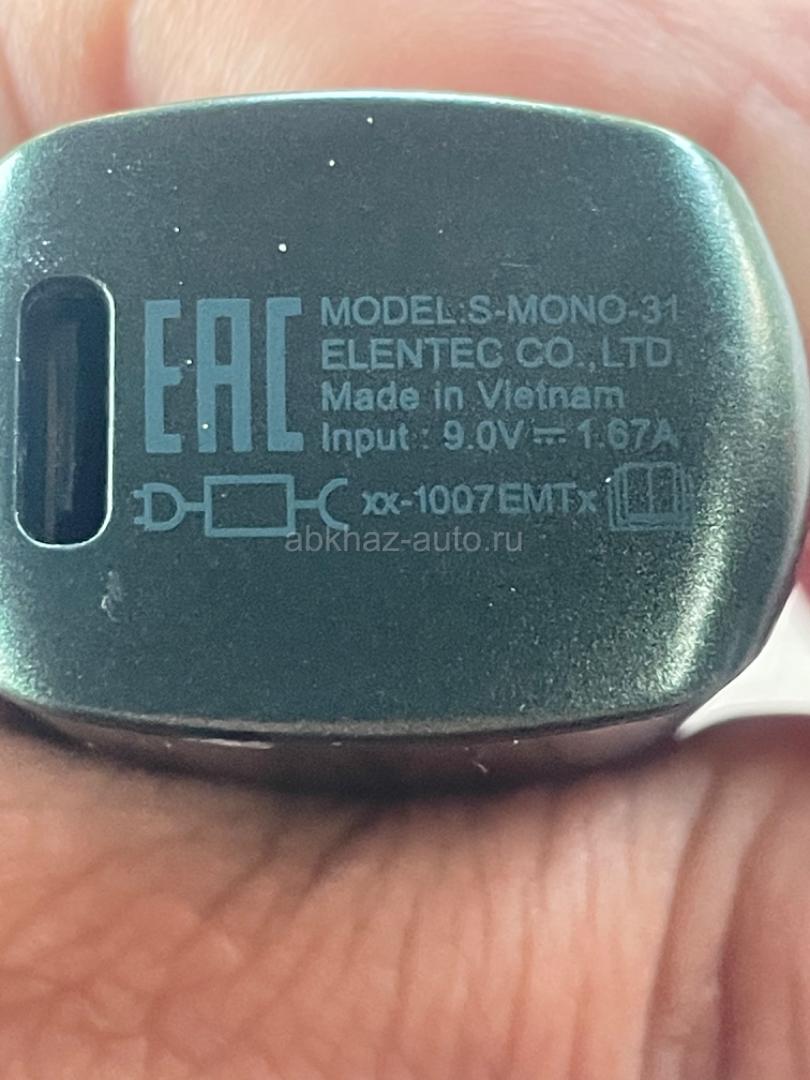 EAC
MODEL:S-MONO-31
ELENTEC CO.,LTD.
Made in Vietnam
Input : 9.0V ⎓ 1.67A
xx-1007EMTx
abkhaz-auto.ru